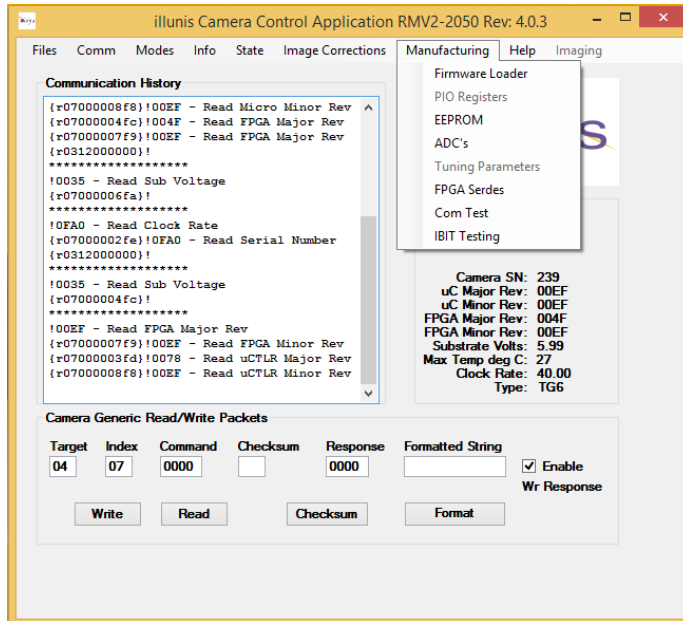 illunis Camera Control Application RMV2-2050 Rev: 4.0.3
Files Comm Modes Info State Image Corrections Manufacturing Help Imaging
Firmware Loader
PIO Registers
EEPROM
ADC's
Tuning Parameters
FPGA Serdes
Com Test
IBIT Testing
Communication History
{r07000008f8}!00EF - Read Micro Minor Rev
{r07000004fc}!004F - Read FPGA Major Rev
{r07000007f9}!00EF - Read FPGA Major Rev
{r0312000000}!
*******************
!0035 - Read Sub Voltage
{r07000006fa}!
*******************
!0FA0 - Read Clock Rate
{r07000002fe}!0FA0 - Read Serial Number
{r0312000000}!
*******************
!0035 - Read Sub Voltage
{r07000004fc}!
*******************
!00EF - Read FPGA Major Rev
{r07000007f9}!00EF - Read FPGA Minor Rev
{r07000003fd}!0078 - Read uCTLR Major Rev
{r07000008f8}!00EF - Read uCTLR Minor Rev
s
Camera SN: 239
uC Major Rev: 00EF
uC Minor Rev: 00EF
FPGA Major Rev: 004F
FPGA Minor Rev: 00EF
Substrate Volts: 5.99
Max Temp deg C: 27
Clock Rate: 40.00
Type: TG6
Camera Generic Read/Write Packets
Target Index Command Checksum Response Formatted String
04 07 0000 0000 Enable
Wr Response
Write Read Checksum Format